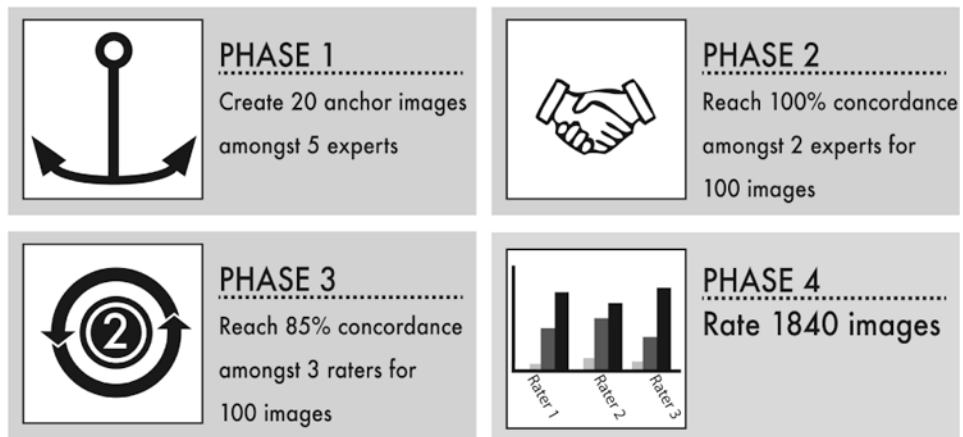 PHASE 1
Create 20 anchor images
amongst 5 experts
PHASE 2
Reach 100% concordance
amongst 2 experts for
100 images
2
PHASE 3
Reach 85% concordance
amongst 3 raters for
100 images
PHASE 4
Rate 1840 images
Rater 1
Rater 2
Rater 3